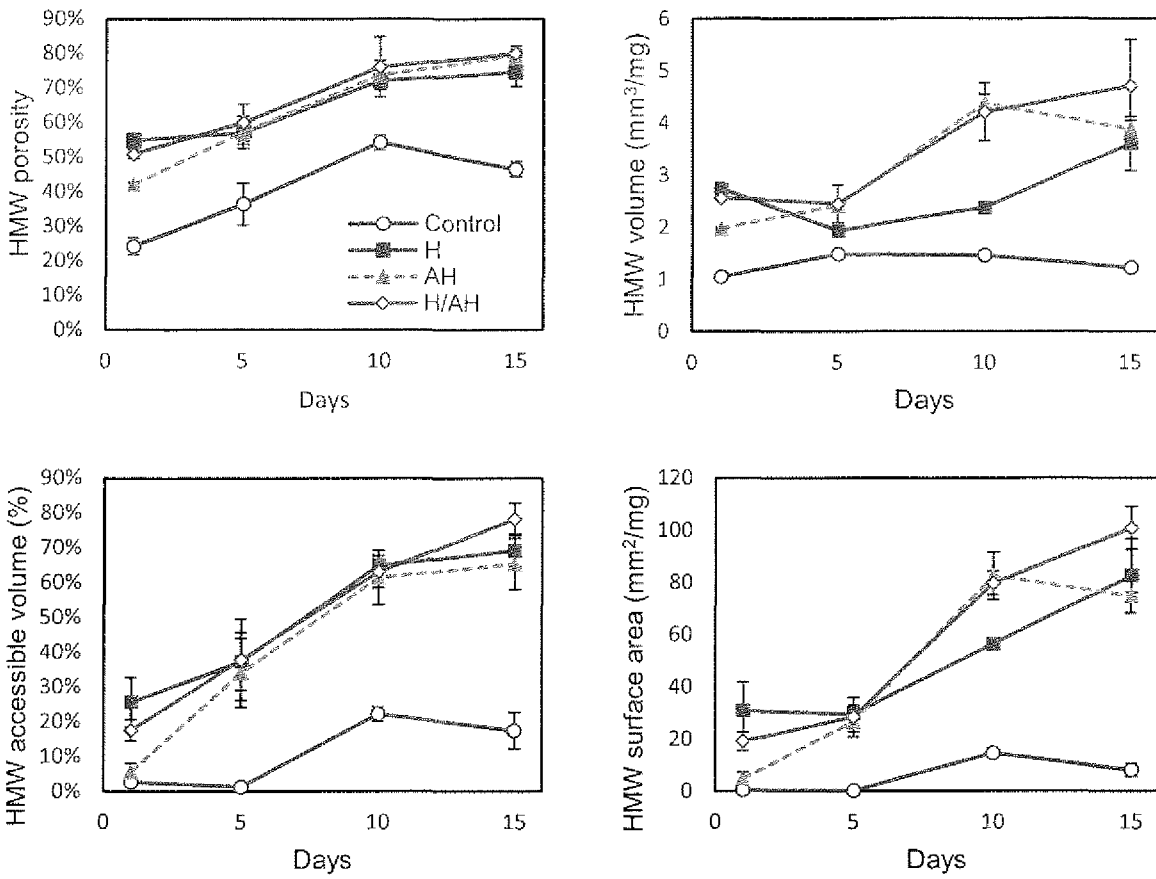 HMW porosity
90%
80%
70%
60%
50%
40%
30%
20%
10%
0%
Control
H
AH
H/AH
0 5 10 15
Days
HMW volume (mm³/mg)
6
5
4
3
2
1
0
0 5 10 15
Days
HMW accessible volume (%)
90%
80%
70%
60%
50%
40%
30%
20%
10%
0%
0 5 10 15
Days
HMW surface area (mm²/mg)
120
100
80
60
40
20
0
0 5 10 15
Days